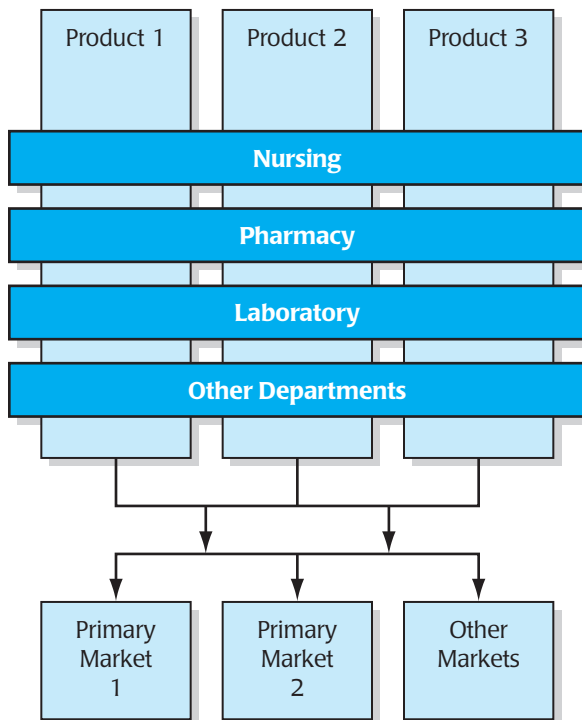 Product 1
Product 2
Product 3
Nursing
Pharmacy
Laboratory
Other Departments
Primary
Market
1
Primary
Market
2
Other
Markets